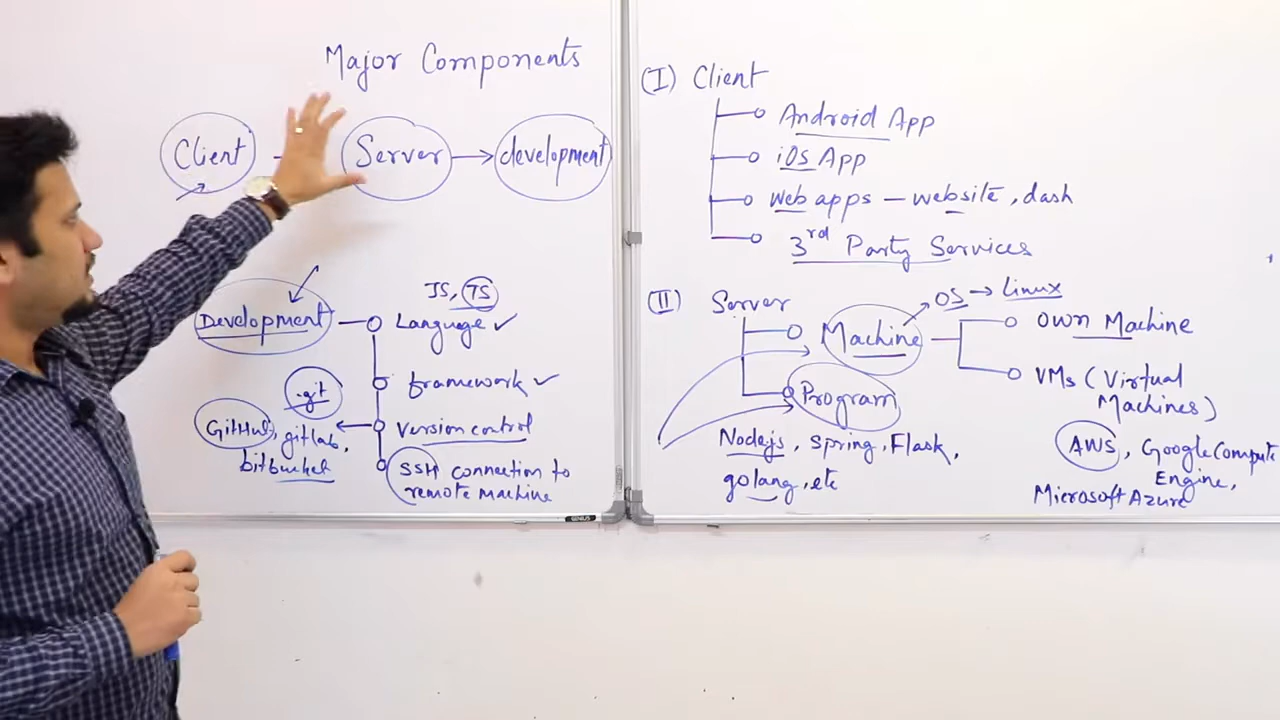 Major Components
Client
Server
development
Development
JS, TS
Language
framework
.git
GitHub, gitlab,
bitbucket
version control
SSH connection to
remote machine
GENIUS
(I) Client
Android App
iOS App
web apps – website, dash
3rd Party Services
(II) Server
Machine
OS → Linux
Own Machine
VMs (Virtual
Machines)
Program
Nodejs, Spring, Flask,
golang, etc
AWS, Google Compute
Engine,
Microsoft Azure